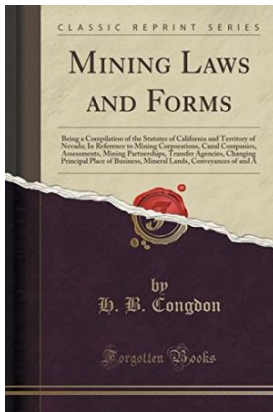 CLASSIC REPRINT SERIES
MINING LAWS
AND FORMS
Being a Compilation of the Statutes of California and Territory of
Nevada; In Reference to Mining Corporations, Canal Companies,
Assessments, Mining Partnerships, Transfer Agencies, Changing
Principal Place of Business, Mineral Lands, Conveyances of and A
by
H. B. Congdon
Forgotten Books